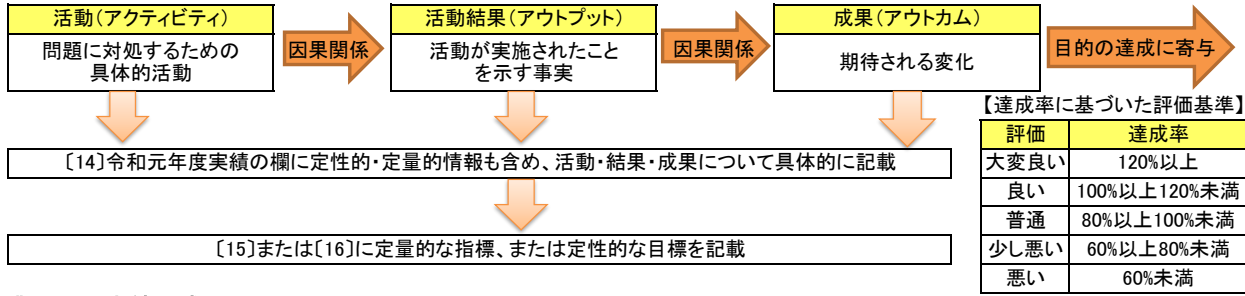 活動(アクティビティ)
問題に対処するための
具体的活動
因果関係
活動結果(アウトプット)
活動が実施されたこと
を示す事実
因果関係
成果(アウトカム)
期待される変化
目的の達成に寄与
〔14〕令和元年度実績の欄に定性的・定量的情報も含め、活動・結果・成果について具体的に記載
〔15〕または〔16〕に定量的な指標、または定性的な目標を記載
【達成率に基づいた評価基準】
評価 達成率
大変良い 120%以上
良い 100%以上120%未満
普通 80%以上100%未満
少し悪い 60%以上80%未満
悪い 60%未満